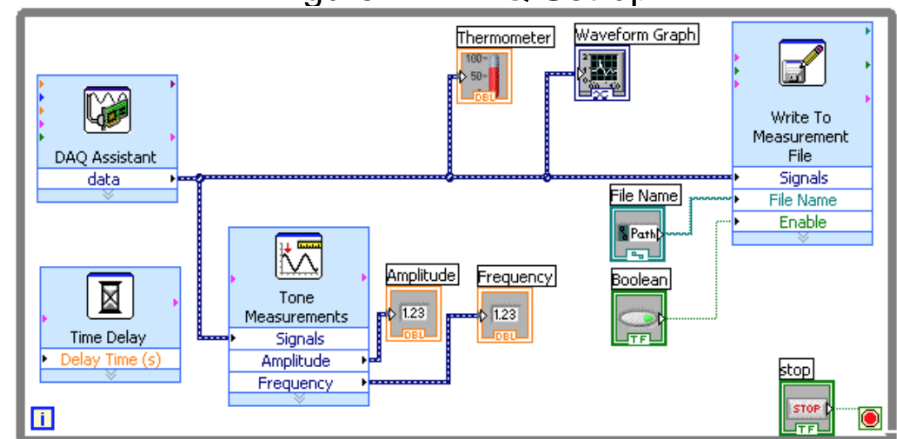 Thermometer
100-
50-
DBL
Waveform Graph
Write To
Measurement
File
Signals
File Name
Enable
DAQ Assistant
data
File Name
Path
Boolean
TF
Tone
Measurements
Signals
Amplitude
Frequency
Amplitude
1.23
DBL
Frequency
1.23
DBL
Time Delay
Delay Time (s)
stop
STOP
TF
i